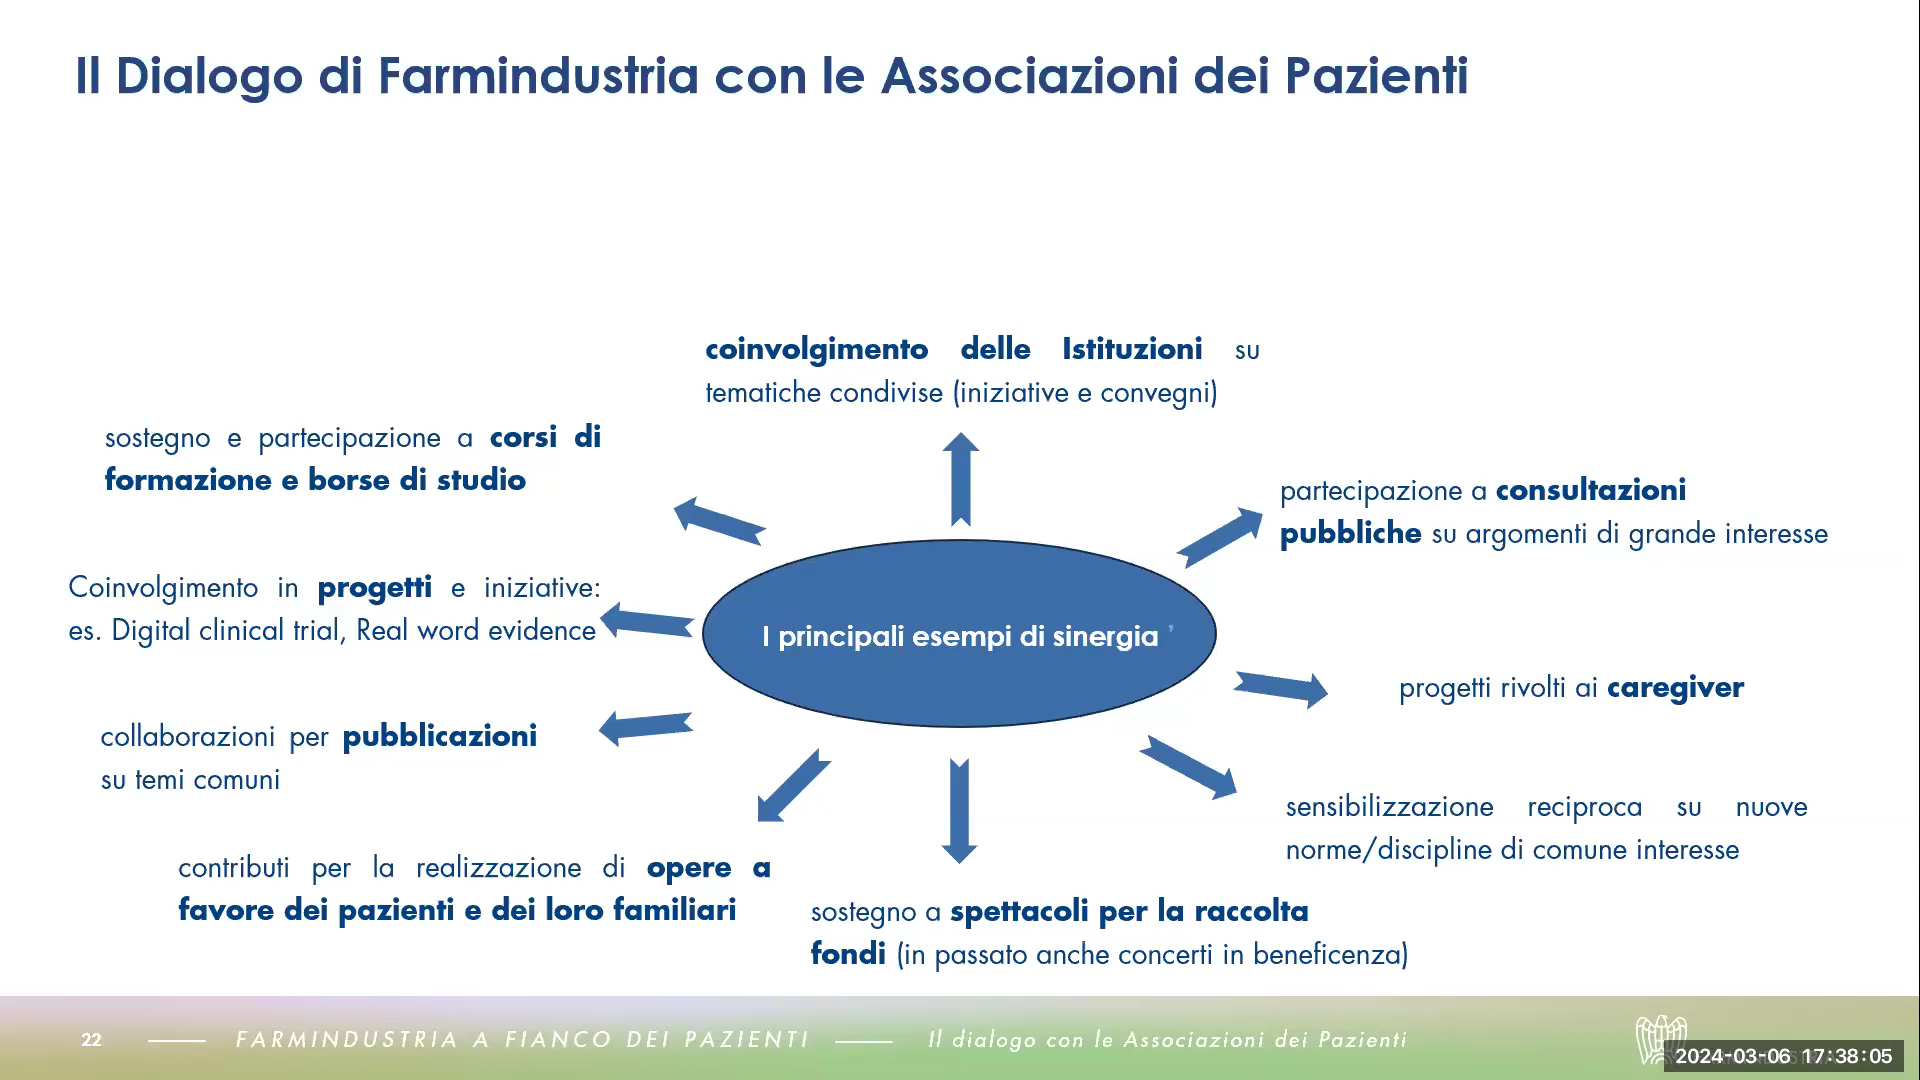 Il Dialogo di Farmindustria con le Associazioni dei Pazienti
coinvolgimento delle Istituzioni su
tematiche condivise (iniziative e convegni)
sostegno e partecipazione a corsi di
formazione e borse di studio
partecipazione a consultazioni
pubbliche su argomenti di grande interesse
Coinvolgimento in progetti e iniziative:
es. Digital clinical trial, Real word evidence
I principali esempi di sinergia '
progetti rivolti ai caregiver
collaborazioni per pubblicazioni
su temi comuni
sensibilizzazione reciproca su nuove
norme/discipline di comune interesse
contributi per la realizzazione di opere a
favore dei pazienti e dei loro familiari
sostegno a spettacoli per la raccolta
fondi (in passato anche concerti in beneficenza)
22 FARMINDUSTRIA A FIANCO DEI PAZIENTI Il dialogo con le Associazioni dei Pazienti
2024-03-06 17:38:05